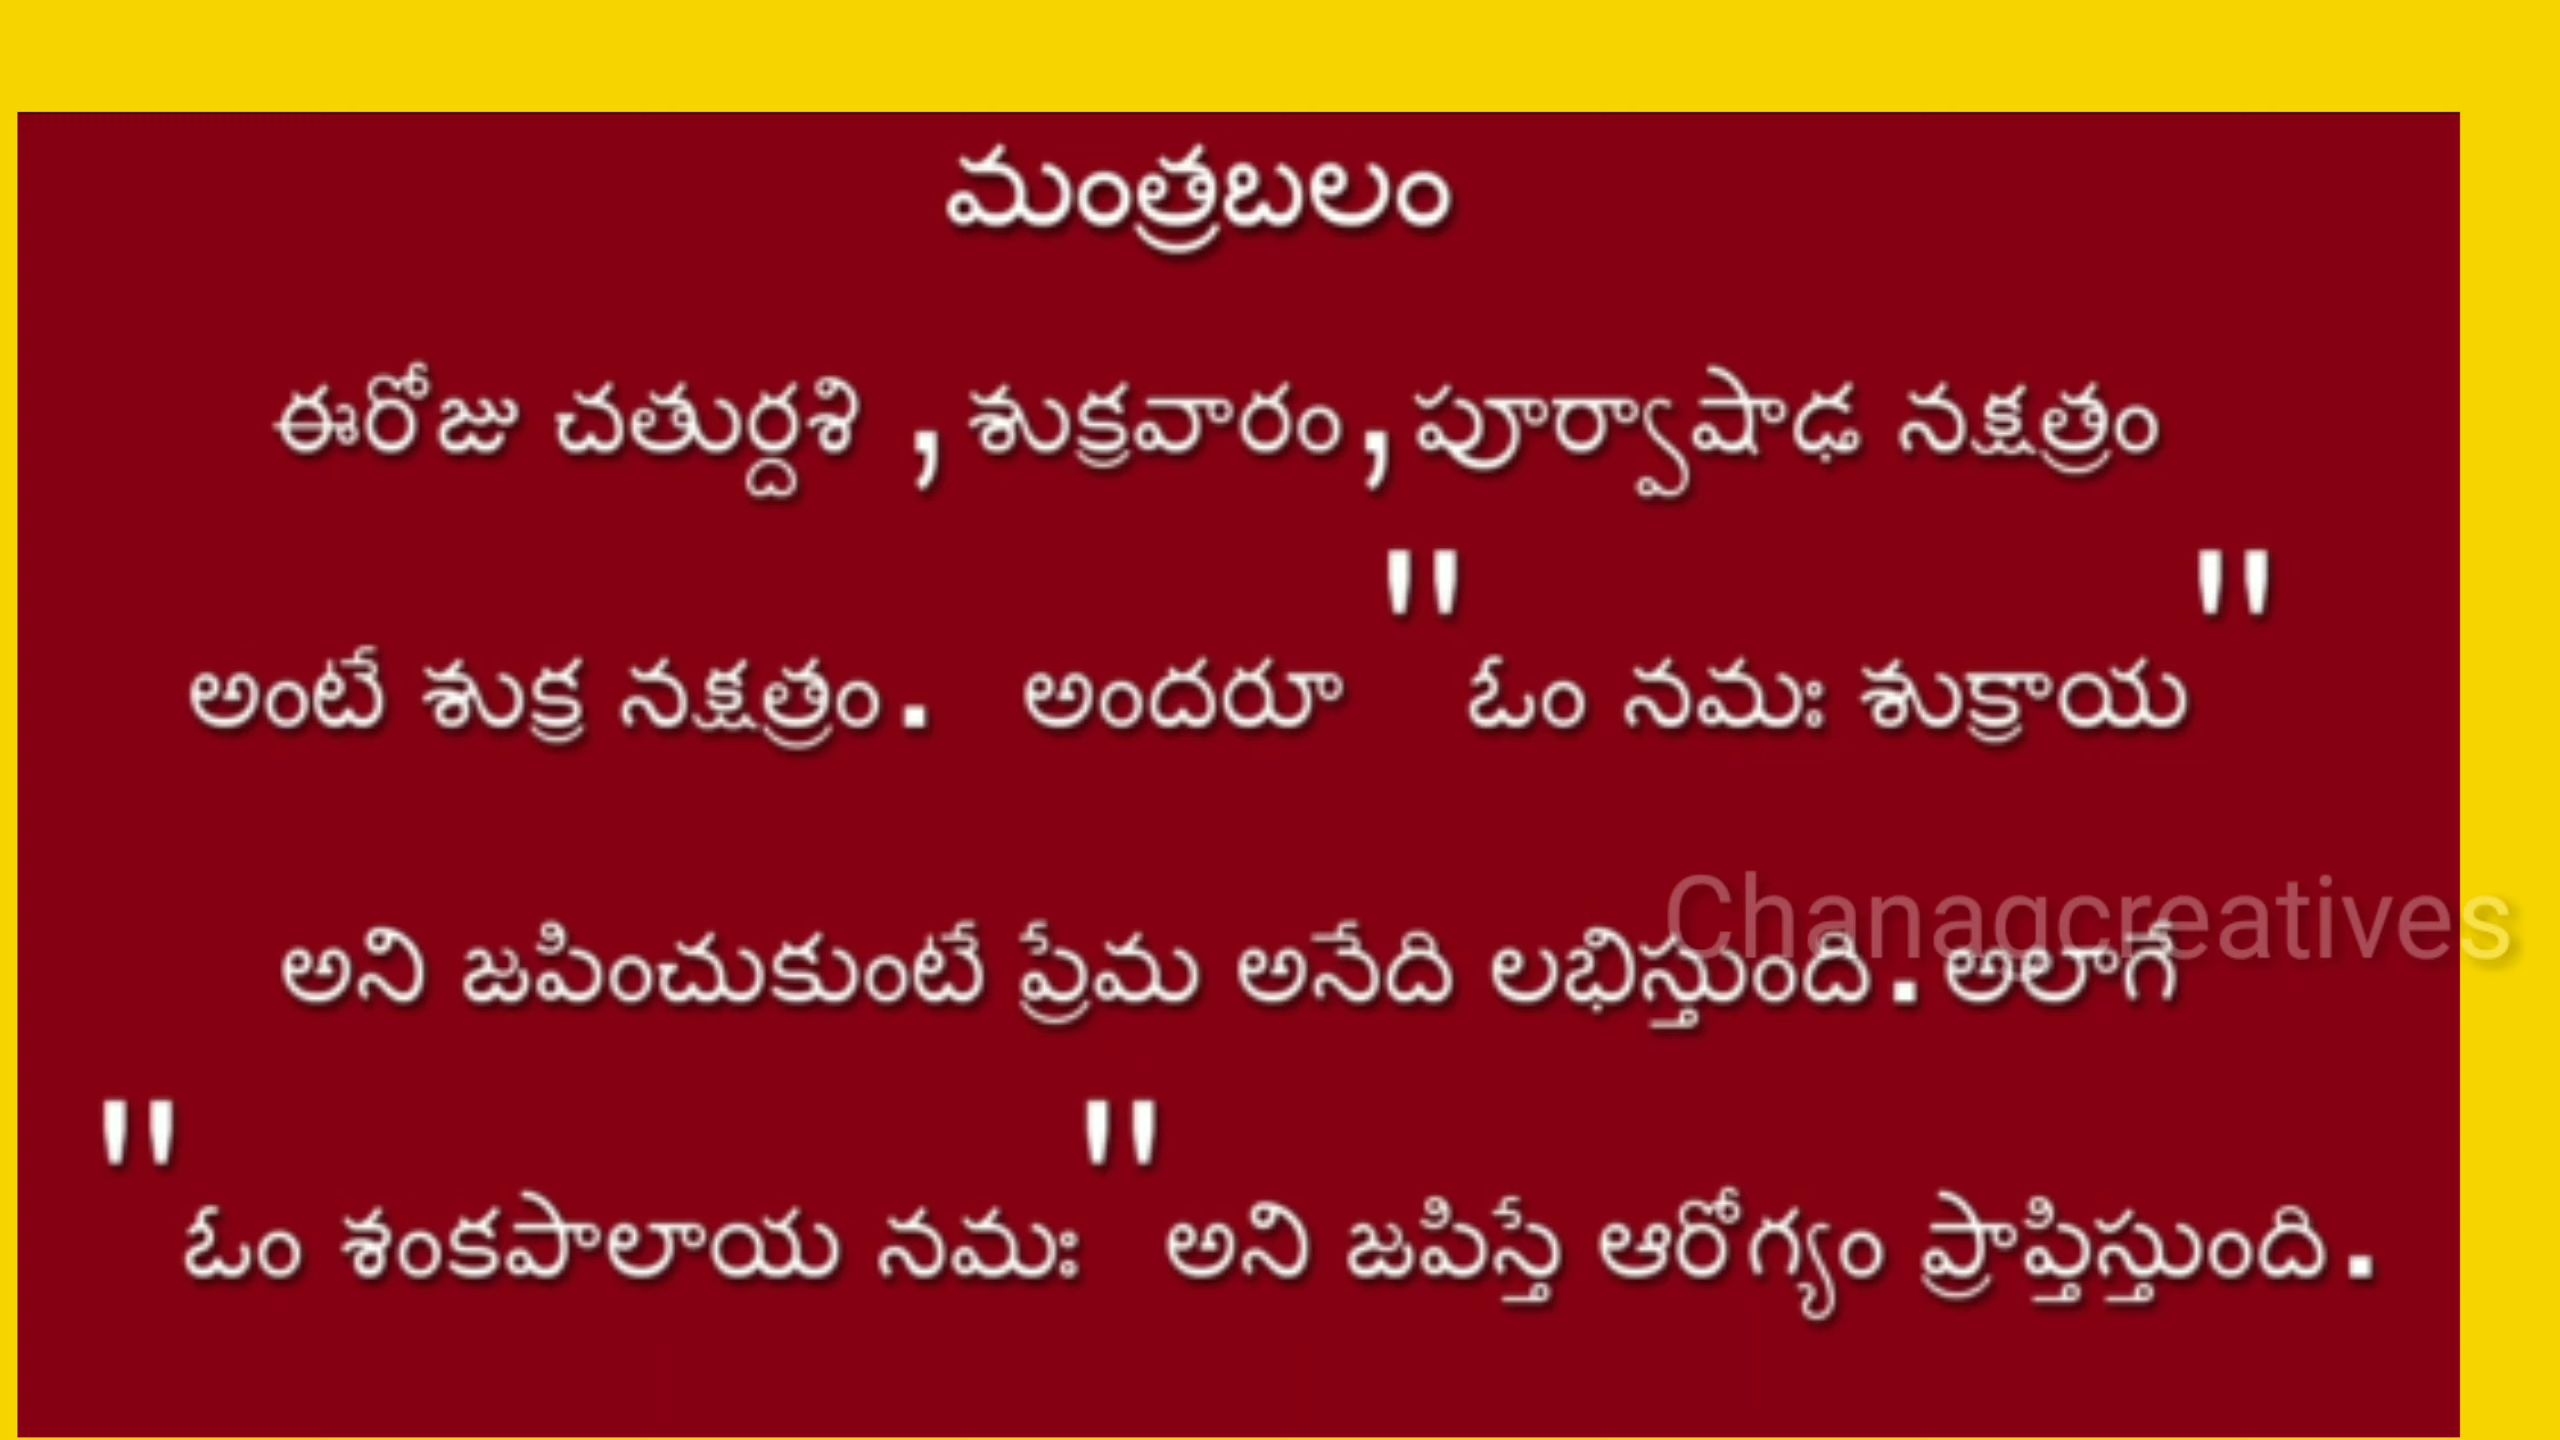 మంత్రబలం
ఈరోజు చతుర్దశి ,శుక్రవారం,పూర్వాషాఢ నక్షత్రం
అంటే శుక్ర నక్షత్రం. అందరూ "ఓం నమః శుక్రాయ"
Chanagcreatives
అని జపించుకుంటే ప్రేమ అనేది లభిస్తుంది.అలాగే
"ఓం శంకపాలాయ నమః"అని జపిస్తే ఆరోగ్యం ప్రాప్తిస్తుంది.